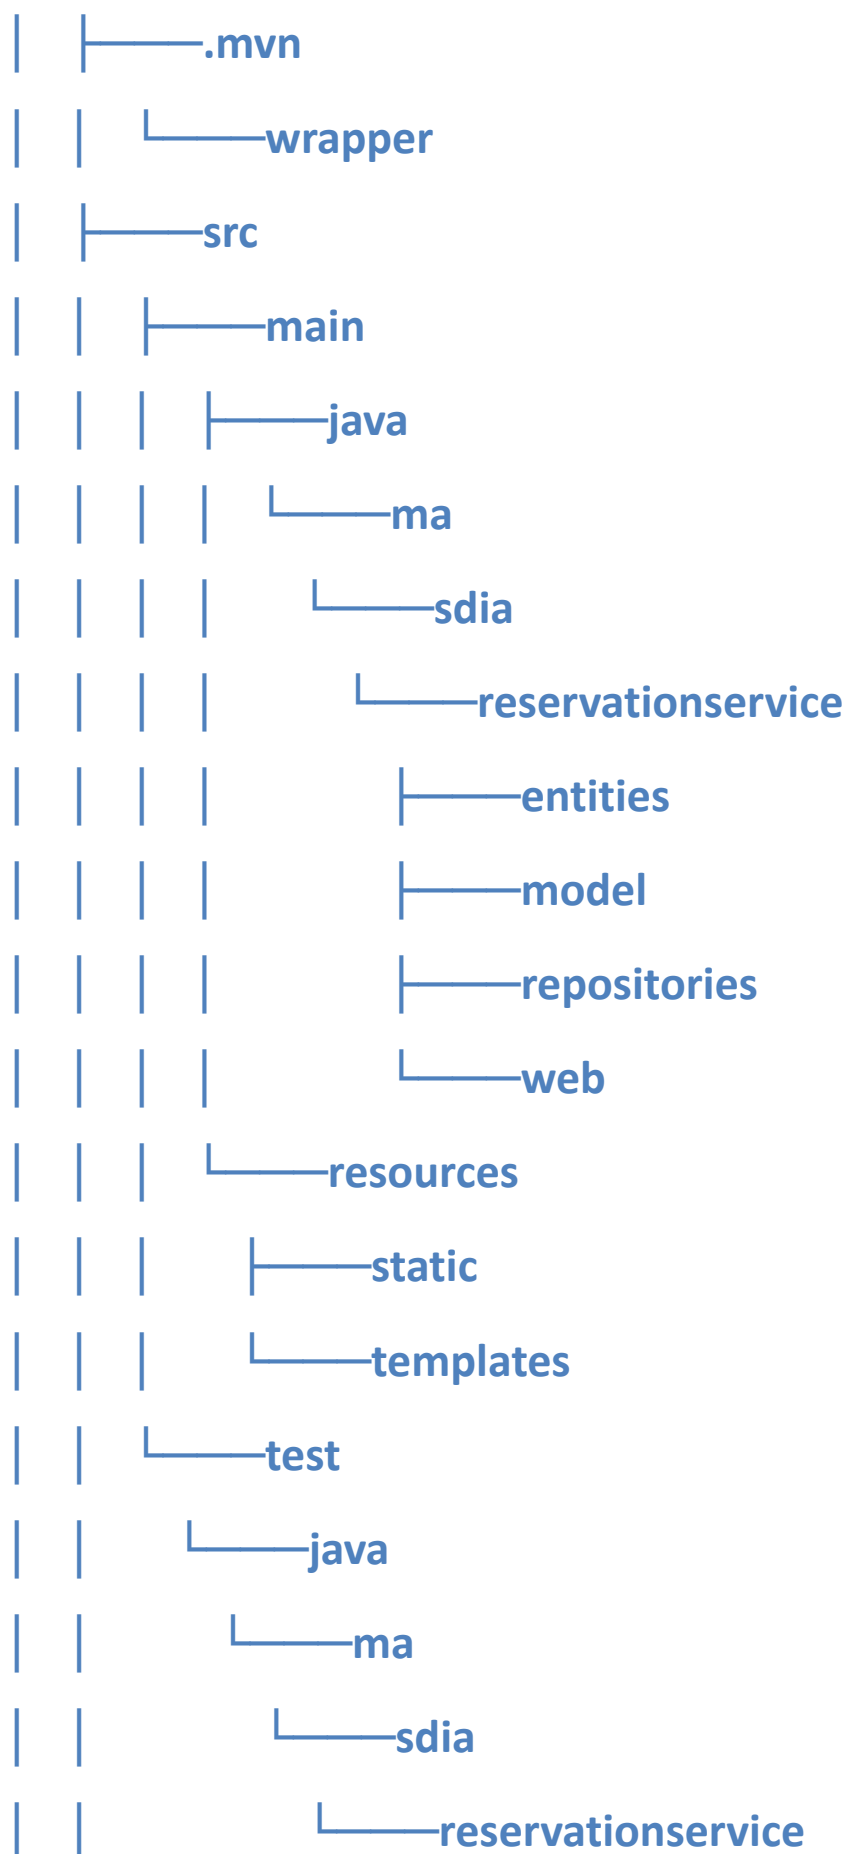 │ ├───.mvn
│ │ └───wrapper
│ ├───src
│ │ ├───main
│ │ │ ├───java
│ │ │ │ └───ma
│ │ │ │ └───sdia
│ │ │ │ └───reservationservice
│ │ │ │ ├───entities
│ │ │ │ ├───model
│ │ │ │ ├───repositories
│ │ │ │ └───web
│ │ │ └───resources
│ │ │ ├───static
│ │ │ └───templates
│ │ └───test
│ │ └───java
│ │ └───ma
│ │ └───sdia
│ │ └───reservationservice